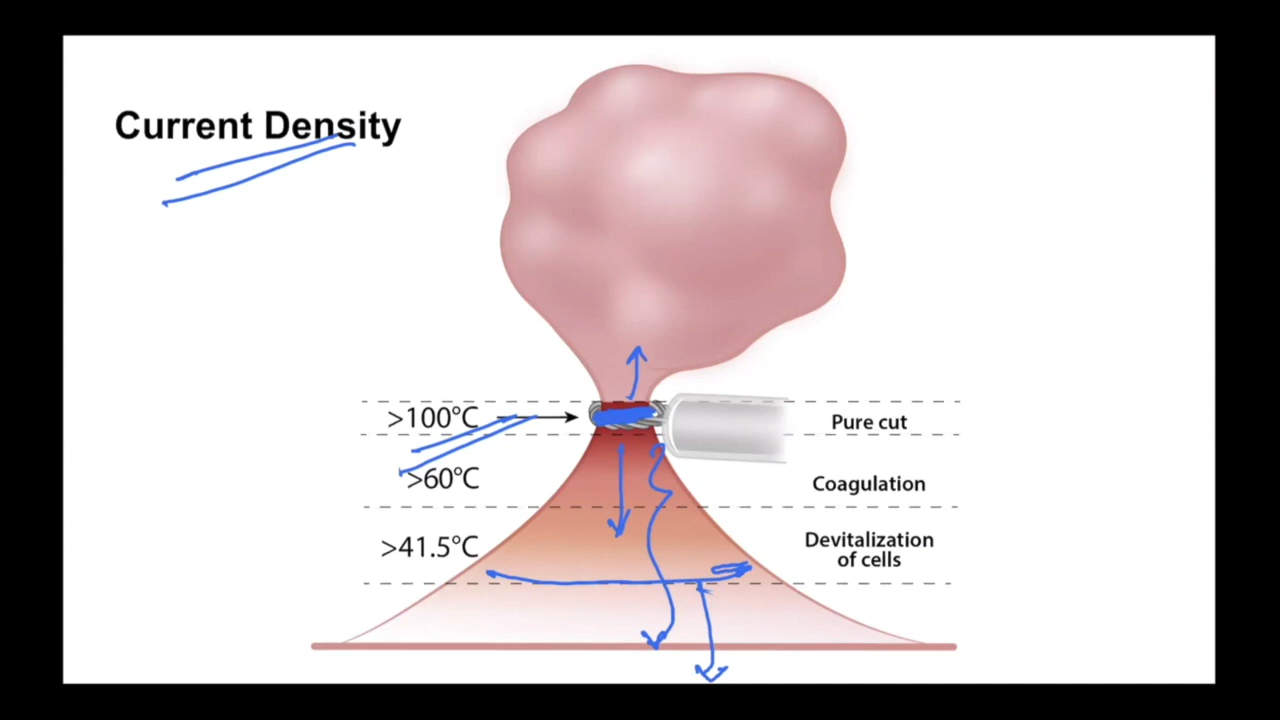 Current Density
>100°C
Pure cut
>60°C
Coagulation
>41.5°C
Devitalization
of cells